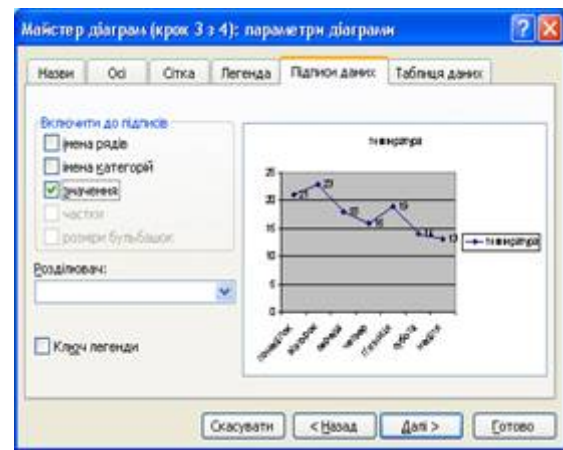 Майстер діаграм (крок 3 з 4): параметри діаграми
Назви Осі Сітка Легенда Підписи даних Таблиця даних
Включити до підписів
імена рядів
імена категорій
значення
частки
розміри бульбашок
Розділювач:
Ключ легенди
температура
25
20
15
10
5
0
21 23 18 16 19 14 13
понеділок вівторок середа четвер п'ятниця субота неділя
температура
Скасувати < Назад Далі > Готово